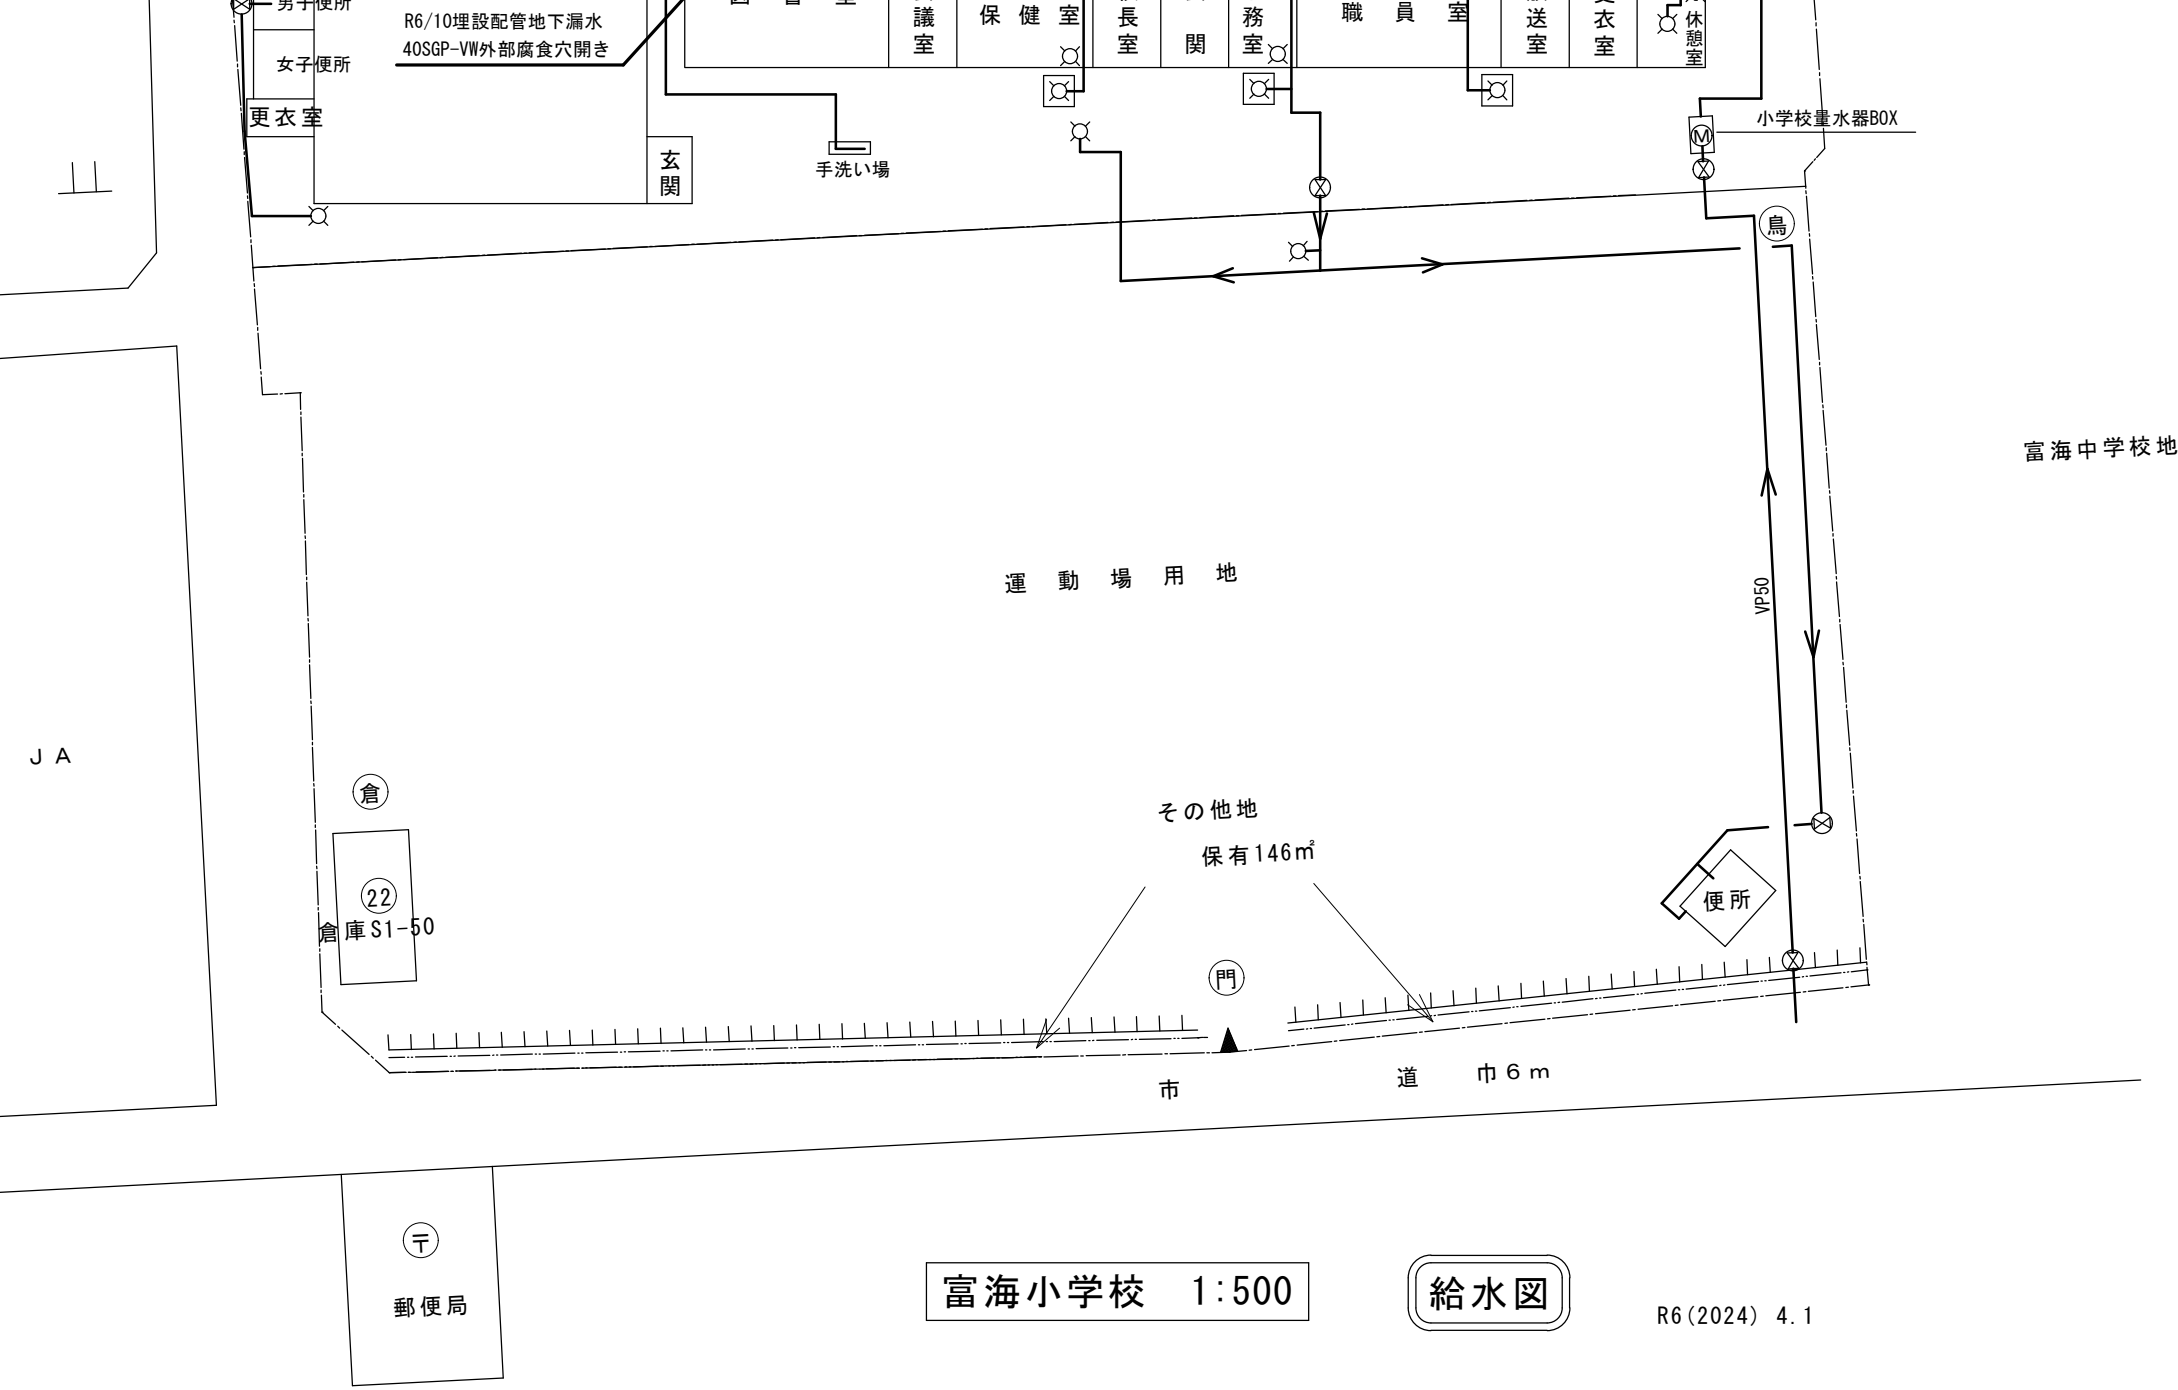 男子便所
R6/10埋設配管地下漏水
40SGP-VW外部腐食穴開き
女子便所
更衣室
玄関
議室
保健室
長室
関
務室
職員室
送室
衣室
休憩室
手洗い場
M
小学校量水器BOX
鳥
富海中学校地
運動場用地
VP50
JA
倉
22
倉庫S1-50
その他地
保有146㎡
便所
門
市道 巾6m
〒
郵便局
富海小学校 1:500
給水図
R6(2024) 4.1